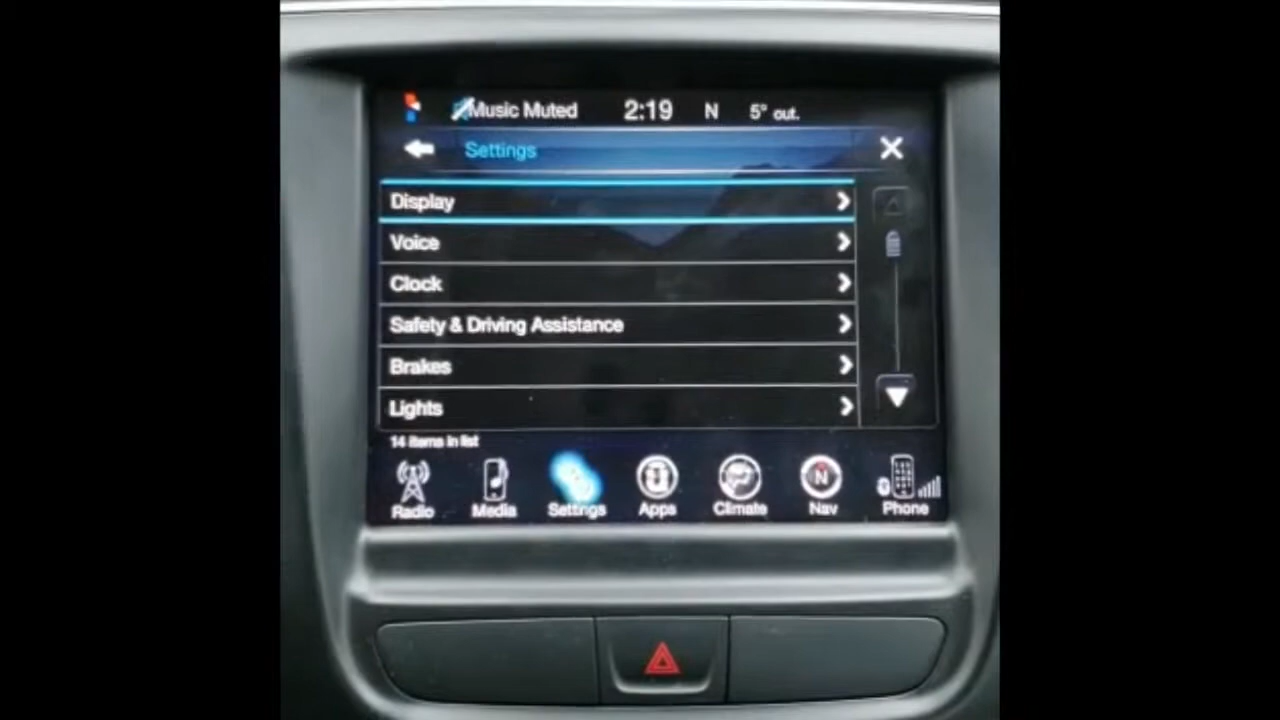 Music Muted 2:19 N 5° out.
Settings
Display
Voice
Clock
Safety & Driving Assistance
Brakes
Lights
14 items in list
N
Radio Media Settings Apps Climate Nav Phone